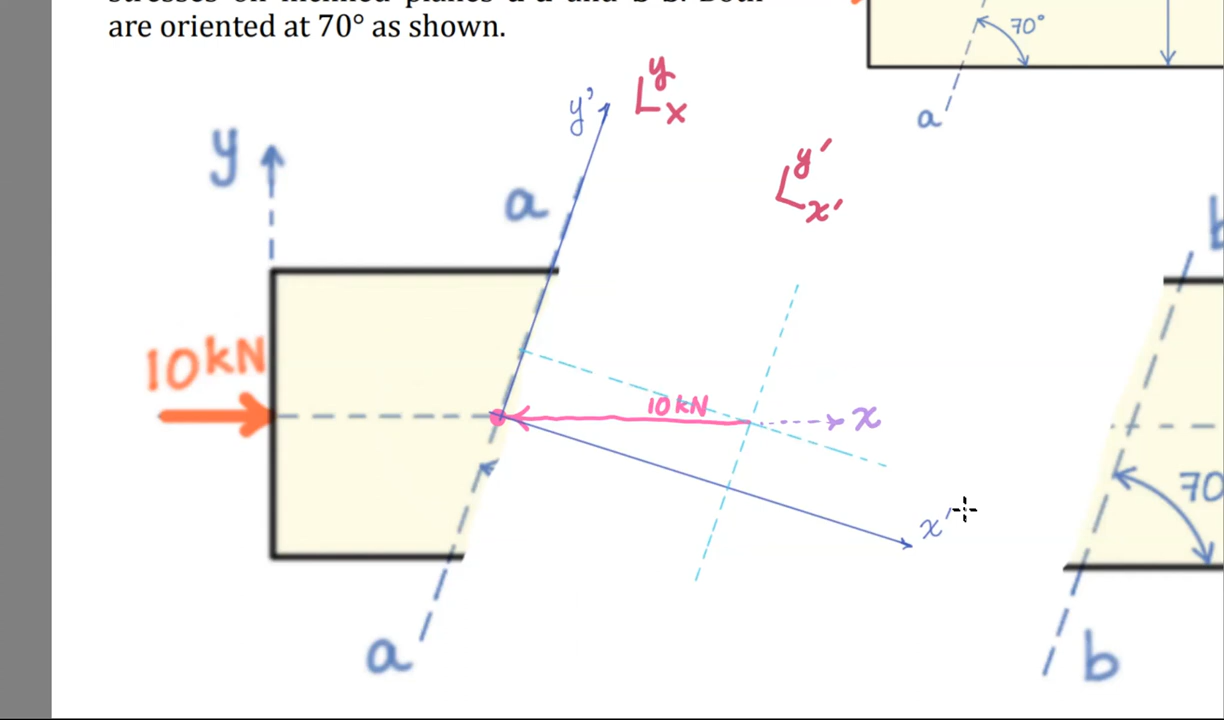 are oriented at 70° as shown.
70°
a
y
x
y'
y
a
y'
x'
10kN
10kN
x
x'
70
a
b